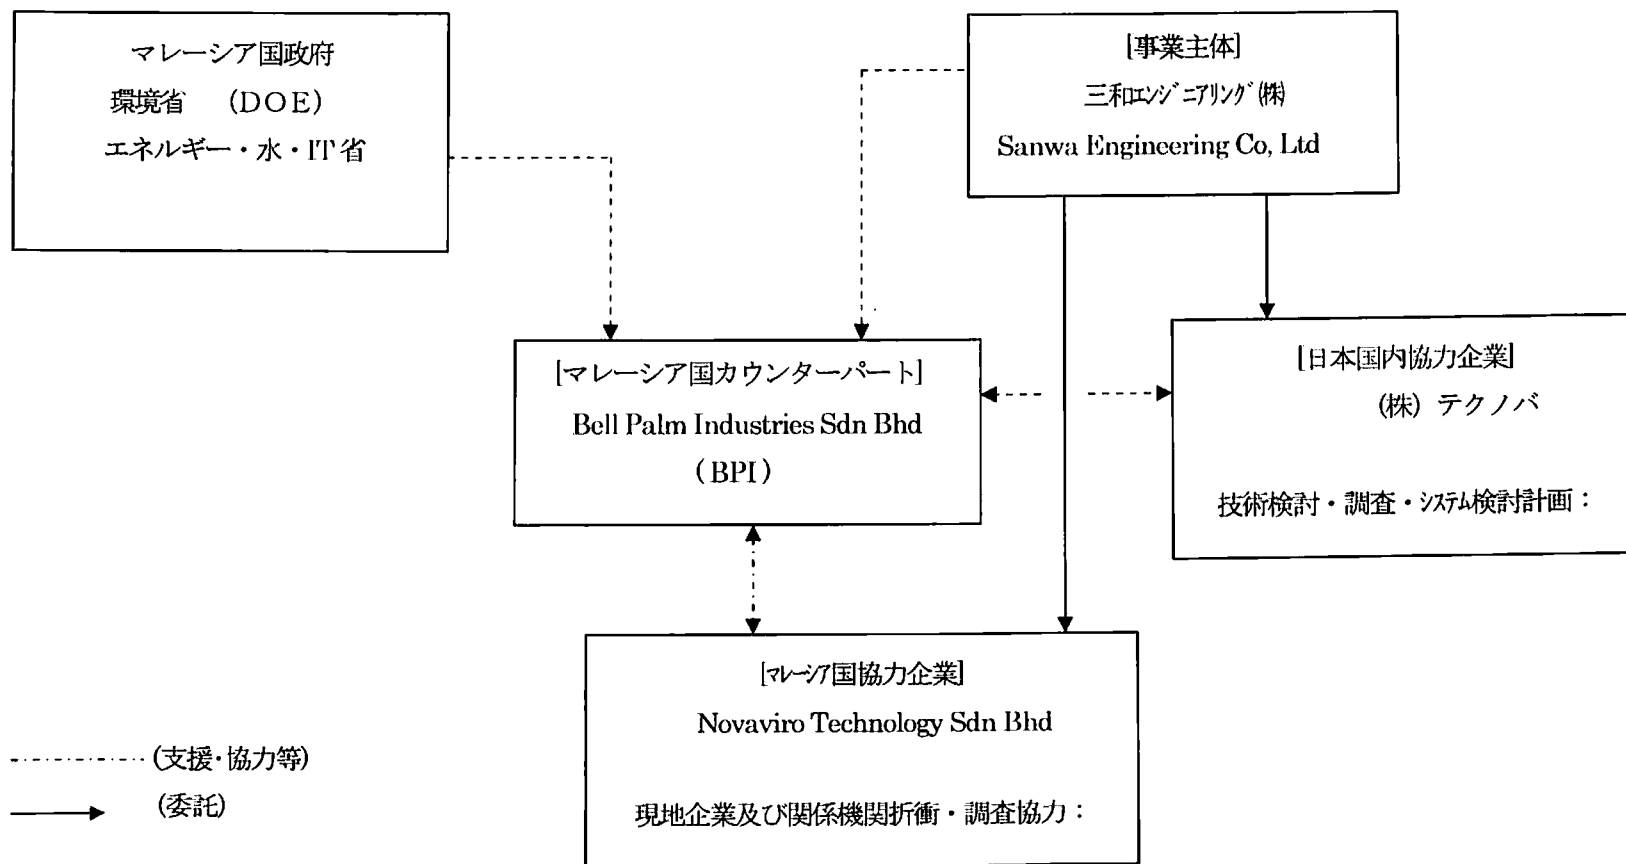 マレーシア国政府
環境省 (DOE)
エネルギー・水・IT省
[事業主体]
三和エンジニアリング(株)
Sanwa Engineering Co, Ltd
[マレーシア国カウンターパート]
Bell Palm Industries Sdn Bhd
(BPI)
[日本国内協力企業]
(株) テクノバ
技術検討・調査・システム検討計画:
[マレーシア国協力企業]
Novaviro Technology Sdn Bhd
現地企業及び関係機関折衝・調査協力:
(支援・協力等)
(委託)